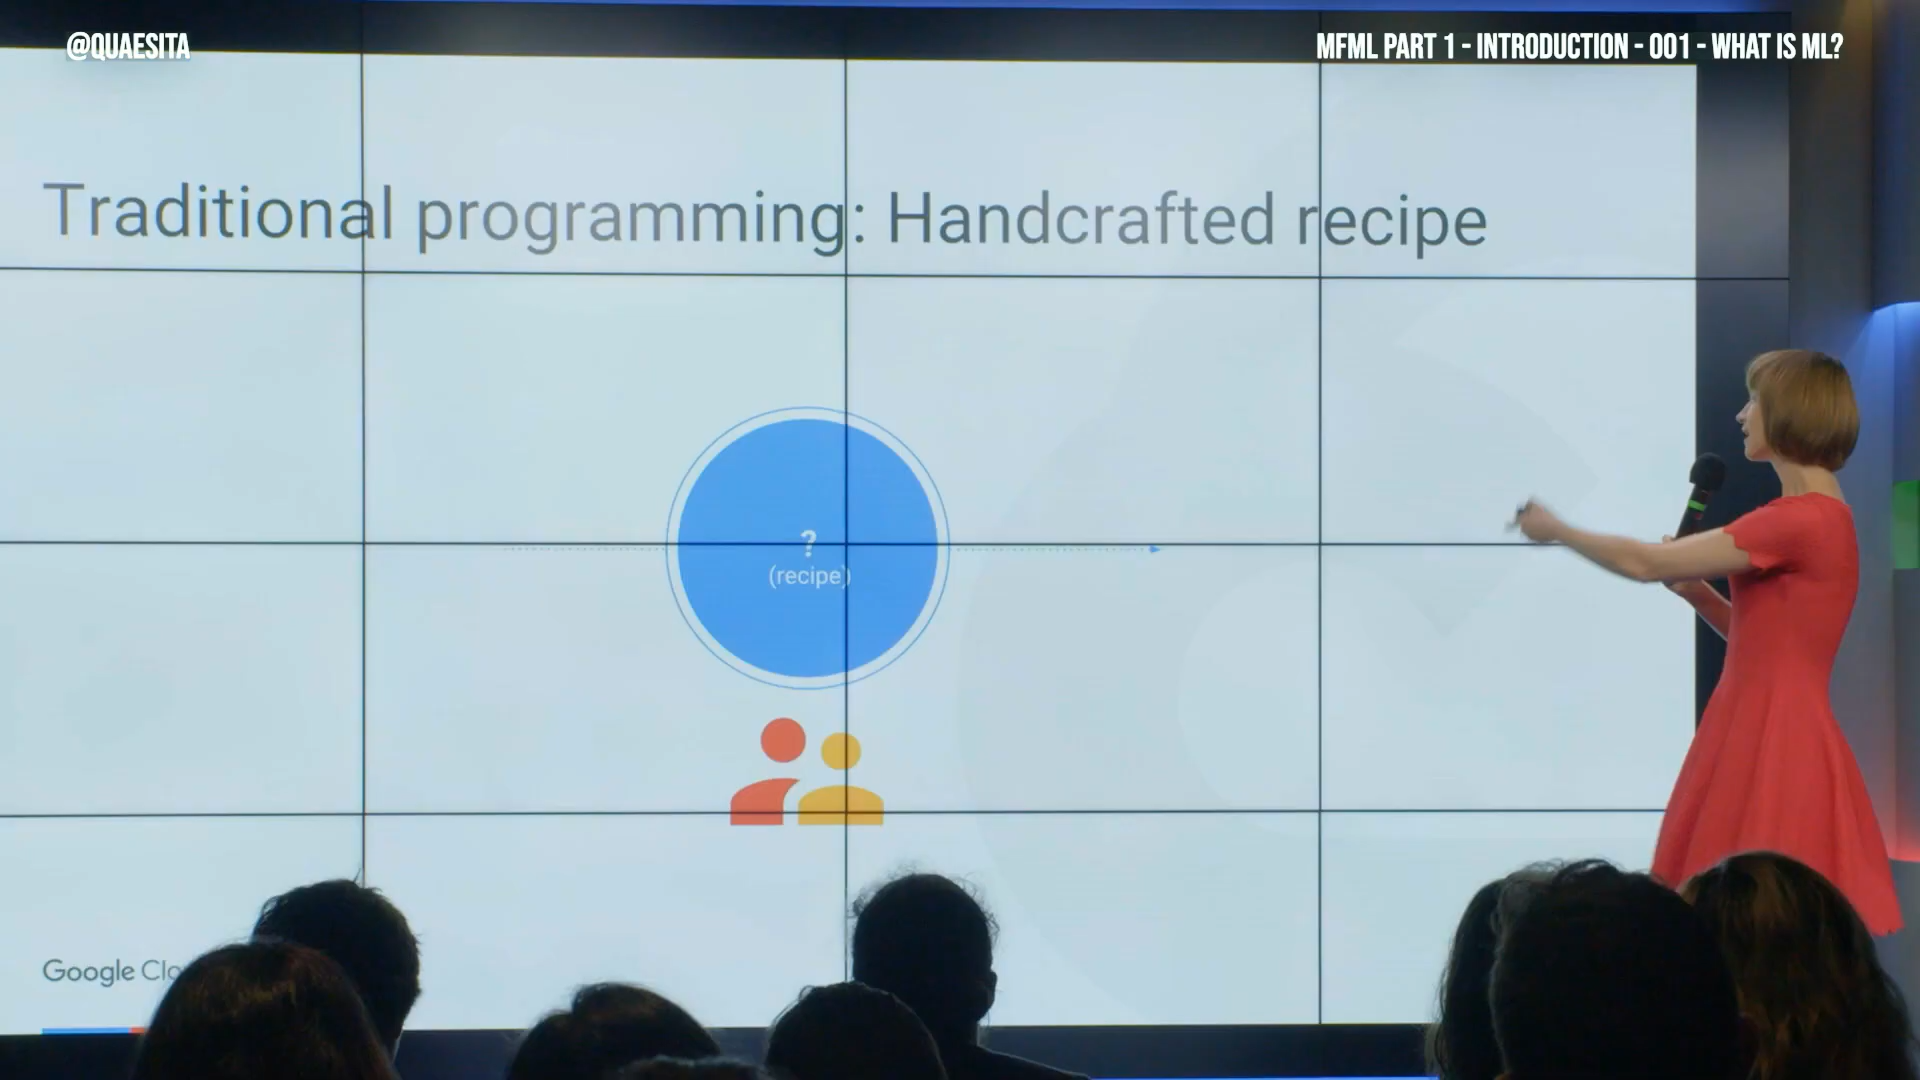 @QUAESITA
MFML PART 1 - INTRODUCTION - 001 - WHAT IS ML?
Traditional programming: Handcrafted recipe
?
(recipe)
Google